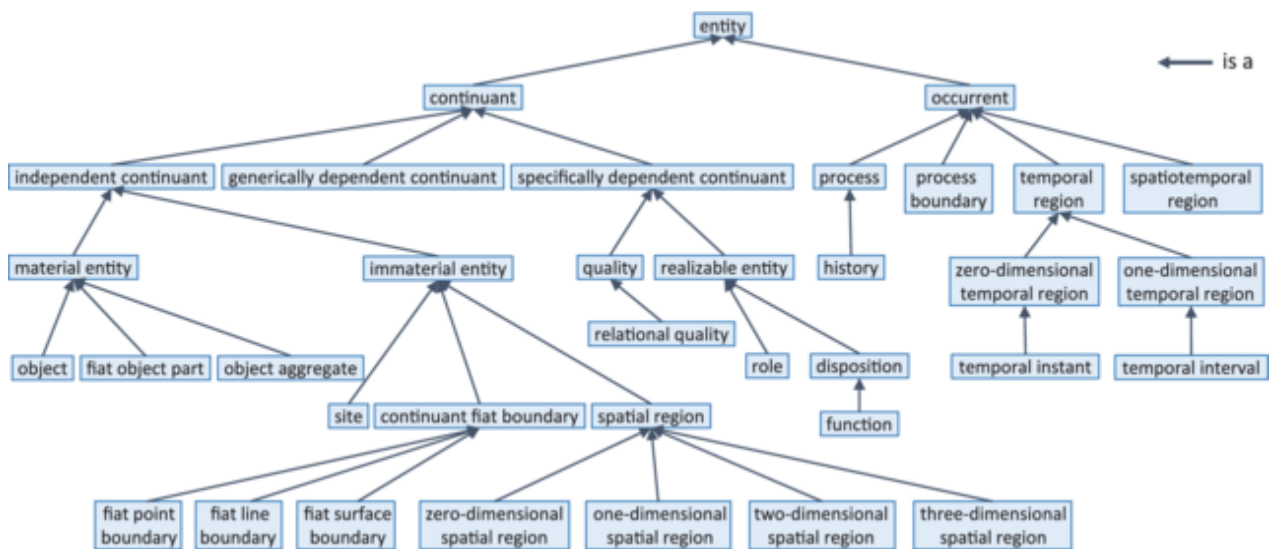 entity
is a
continuant
occurrent
independent continuant
generically dependent continuant
specifically dependent continuant
process
process
boundary
temporal
region
spatiotemporal
region
material entity
immaterial entity
quality
realizable entity
history
zero-dimensional
temporal region
one-dimensional
temporal region
relational quality
object
fiat object part
object aggregate
role
disposition
temporal instant
temporal interval
site
continuant fiat boundary
spatial region
function
fiat point
boundary
fiat line
boundary
fiat surface
boundary
zero-dimensional
spatial region
one-dimensional
spatial region
two-dimensional
spatial region
three-dimensional
spatial region